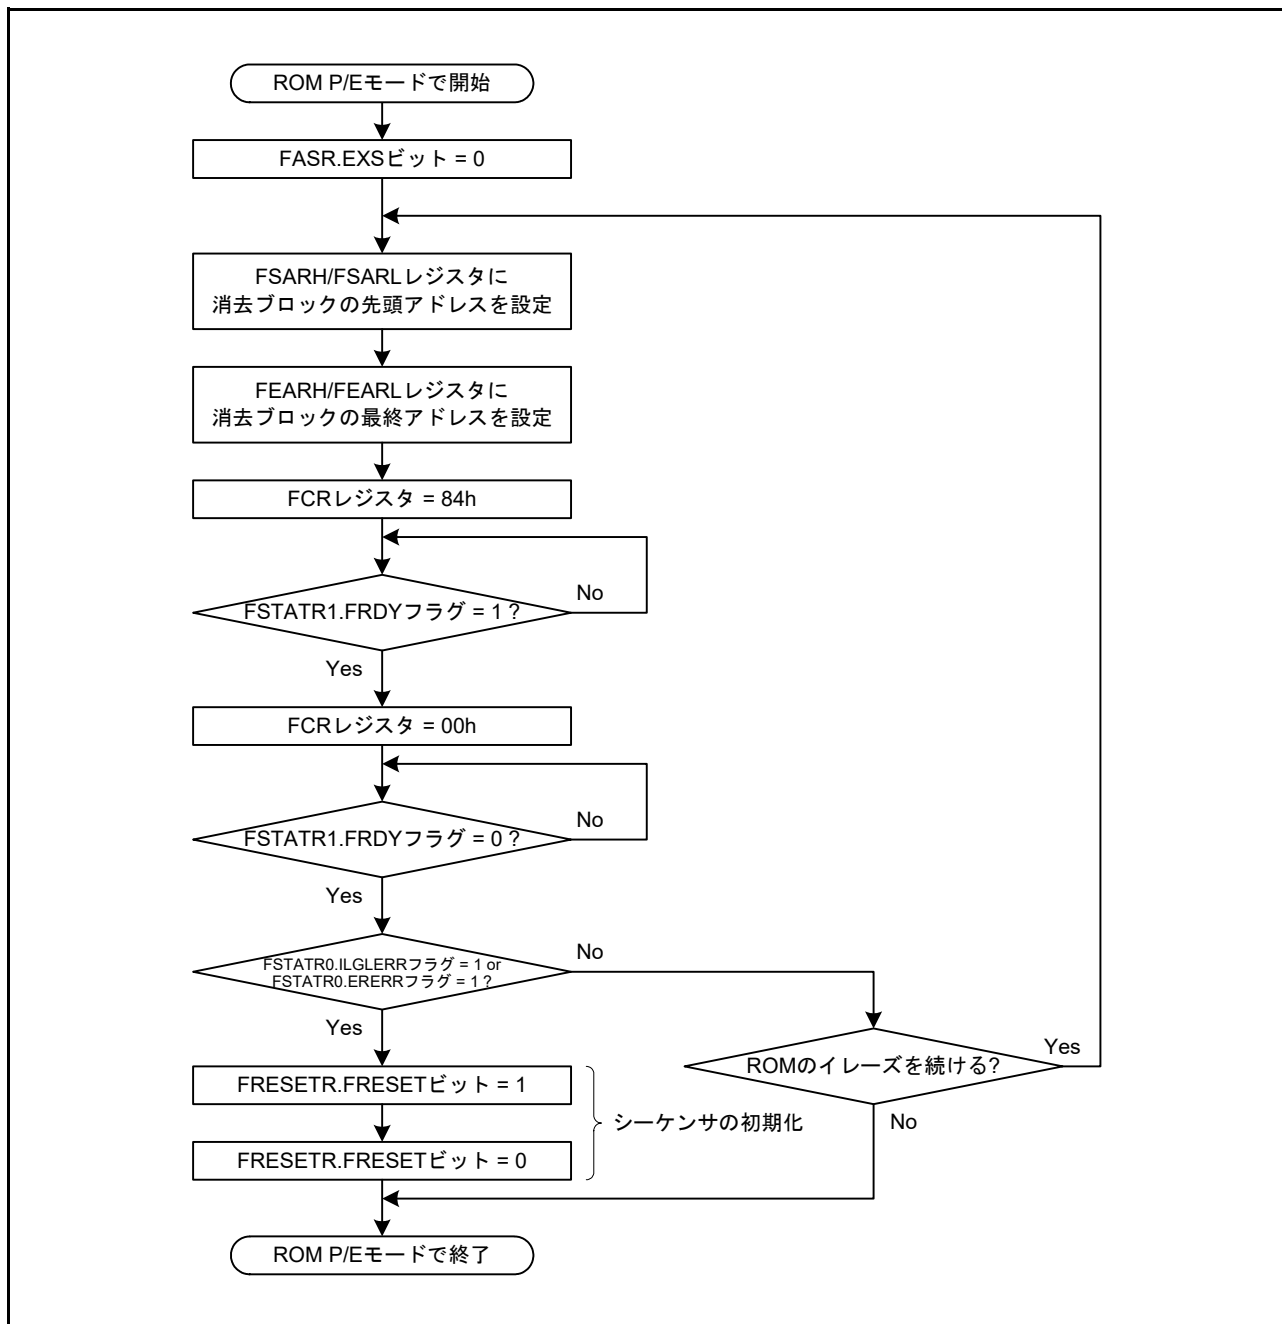 ROM P/Eモードで開始
FASR.EXSビット = 0
FSARH/FSARLレジスタに
消去ブロックの先頭アドレスを設定
FEARH/FEARLレジスタに
消去ブロックの最終アドレスを設定
FCRレジスタ = 84h
FSTATR1.FRDYフラグ = 1 ?
No
Yes
FCRレジスタ = 00h
FSTATR1.FRDYフラグ = 0 ?
No
Yes
FSTATR0.ILGLERRフラグ = 1 or
FSTATR0.ERERRフラグ = 1 ?
No
Yes
ROMのイレーズを続ける?
Yes
No
FRESETR.FRESETビット = 1
シーケンサの初期化
FRESETR.FRESETビット = 0
ROM P/Eモードで終了